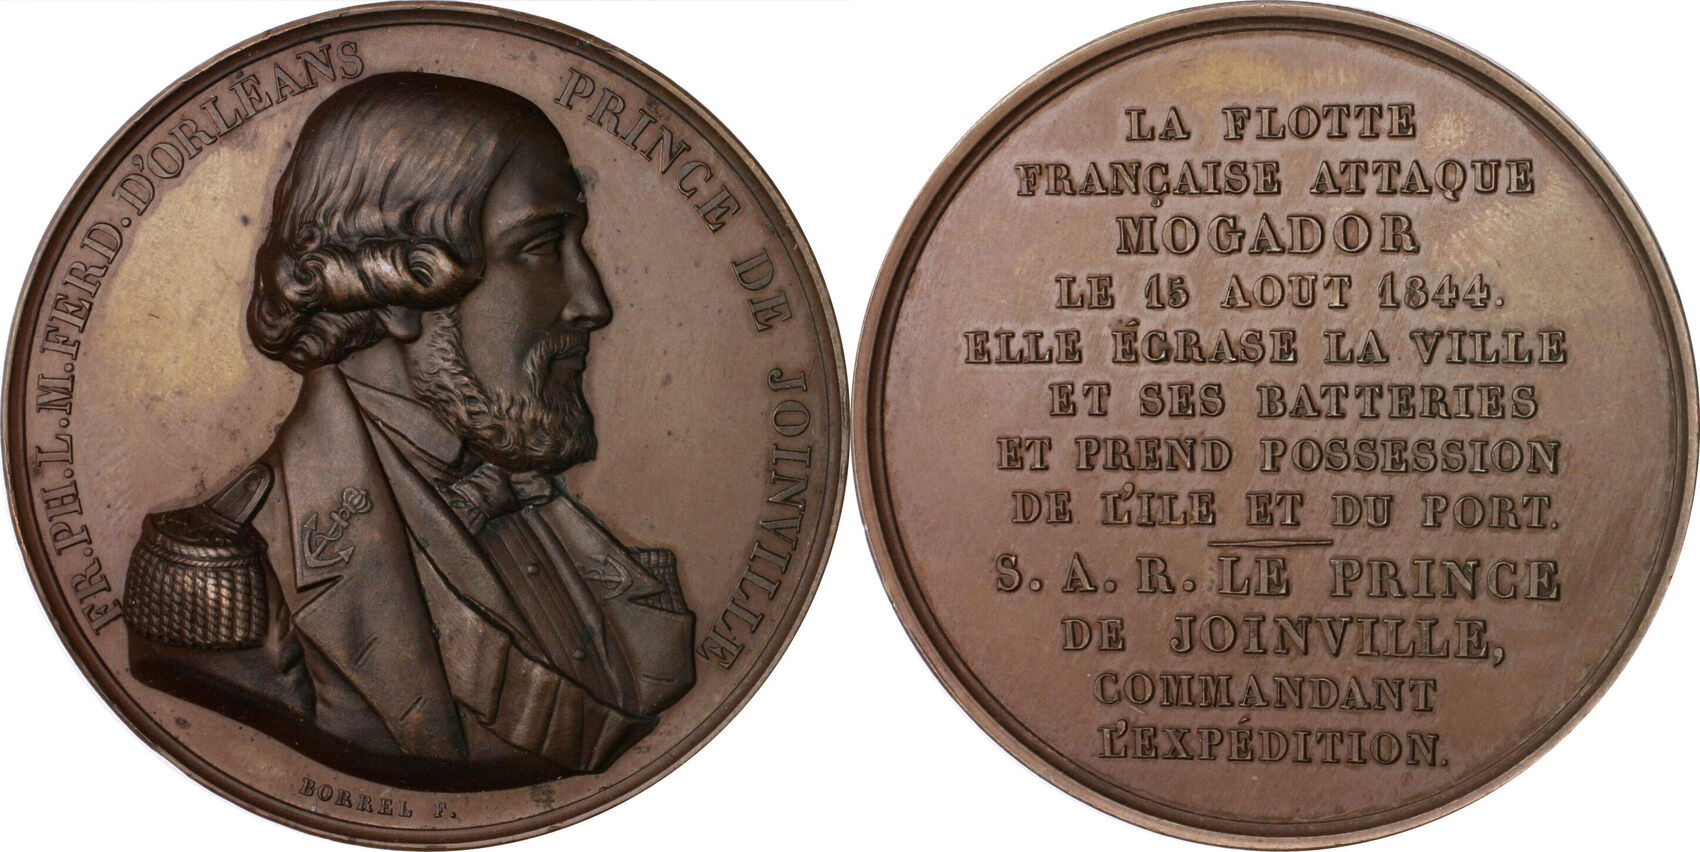 FR.PH.L.M.FERD.D'ORLÉANS PRINCE DE JOINVILLE
BORREL F.
LA FLOTTE
FRANÇAISE ATTAQUE
MOGADOR
LE 15 AOUT 1844.
ELLE ÉCRASE LA VILLE
ET SES BATTERIES
ET PREND POSSESSION
DE L'ILE ET DU PORT.
S. A. R. LE PRINCE
DE JOINVILLE,
COMMANDANT
L'EXPÉDITION.